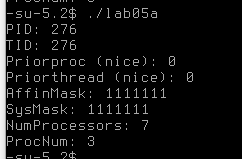 -su-5.2$ ./lab05a
PID: 276
TID: 276
Priorproc (nice): 0
Priorthread (nice): 0
AffinMask: 1111111
SysMask: 1111111
NumProcessors: 7
ProcNum: 3
-su-5.2$